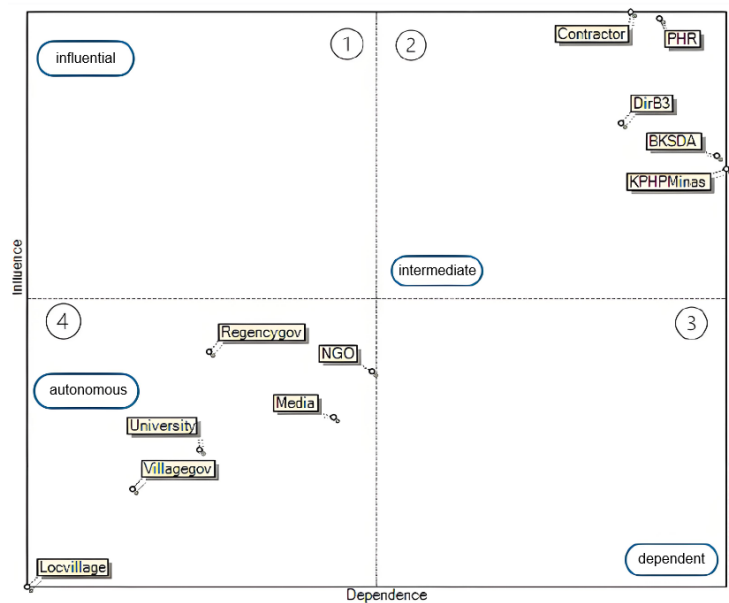 1
2
influential
Contractor
PHR
DirB3
BKSDA
KPHPMinas
intermediate
Influence
4
3
Regencygov
NGO
autonomous
Media
University
Villagegov
Locvillage
dependent
Dependence